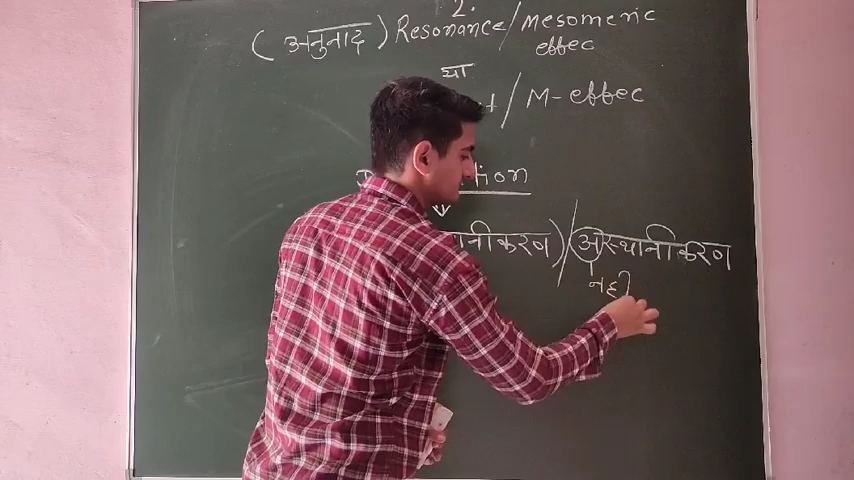 2.
(अनुनाद) Resonance/Mesomeric
effec
या
/ M-effec
tion
ानीकरण) / अस्थानीकरण
नही